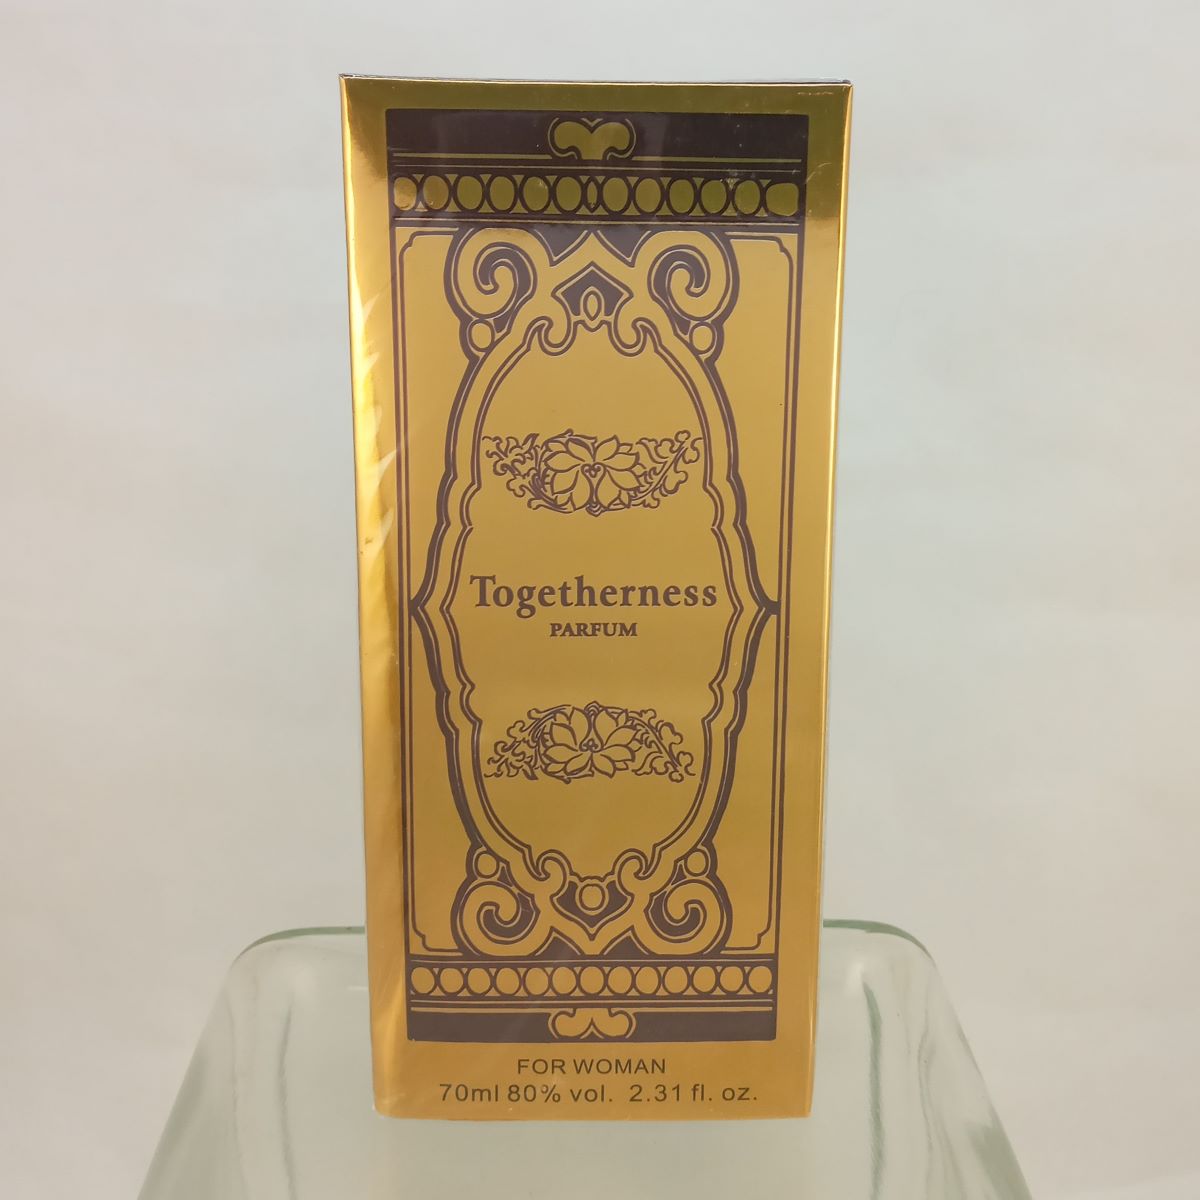 Togetherness
PARFUM
FOR WOMAN
70ml 80% vol. 2.31 fl. oz.